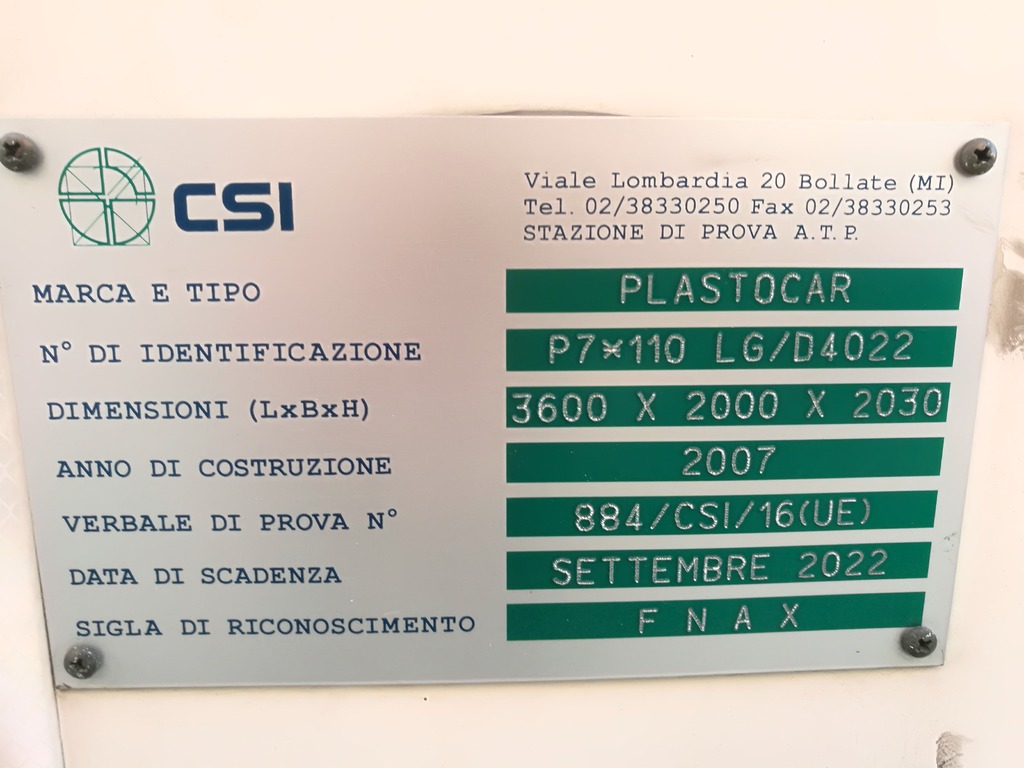 CSI
Viale Lombardia 20 Bollate (MI)
Tel. 02/38330250 Fax 02/38330253
STAZIONE DI PROVA A.T.P.
MARCA E TIPO PLASTOCAR
N° DI IDENTIFICAZIONE P7*110 LG/D4022
DIMENSIONI (LxBxH) 3600 X 2000 X 2030
ANNO DI COSTRUZIONE 2007
VERBALE DI PROVA N° 884/CSI/16(UE)
DATA DI SCADENZA SETTEMBRE 2022
SIGLA DI RICONOSCIMENTO F N A X